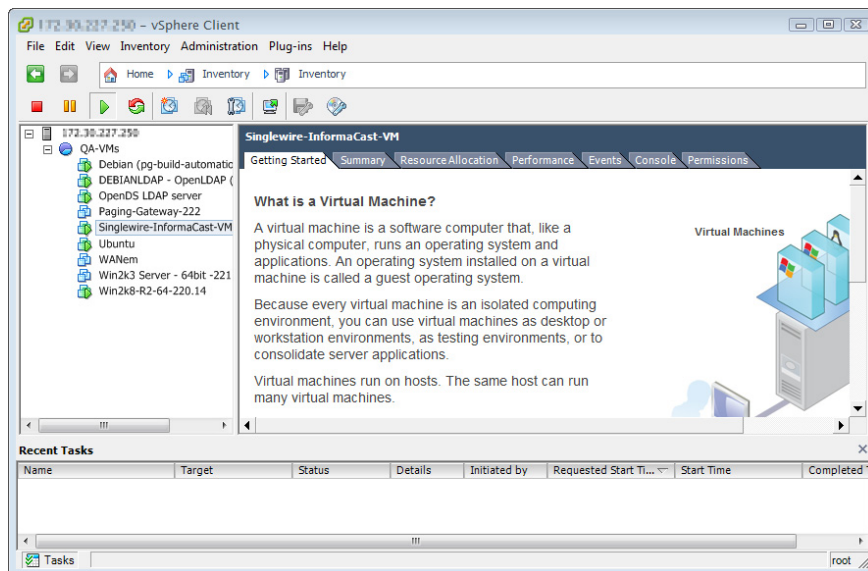 172.30.227.250 – vSphere Client
File Edit View Inventory Administration Plug-ins Help
Home Inventory Inventory
172.30.227.250
QA-VMs
Debian (pg-build-automatic
DEBIANLDAP - OpenLDAP (
OpenDS LDAP server
Paging-Gateway-222
Singlewire-InformaCast-VM
Ubuntu
WANem
Win2k3 Server - 64bit -221
Win2k8-R2-64-220.14
Singlewire-InformaCast-VM
Getting Started Summary Resource Allocation Performance Events Console Permissions
What is a Virtual Machine?
A virtual machine is a software computer that, like a
physical computer, runs an operating system and
applications. An operating system installed on a virtual
machine is called a guest operating system.
Because every virtual machine is an isolated computing
environment, you can use virtual machines as desktop or
workstation environments, as testing environments, or to
consolidate server applications.
Virtual machines run on hosts. The same host can run
many virtual machines.
Virtual Machines
Recent Tasks
Name Target Status Details Initiated by Requested Start Ti... Start Time Completed
Tasks
root